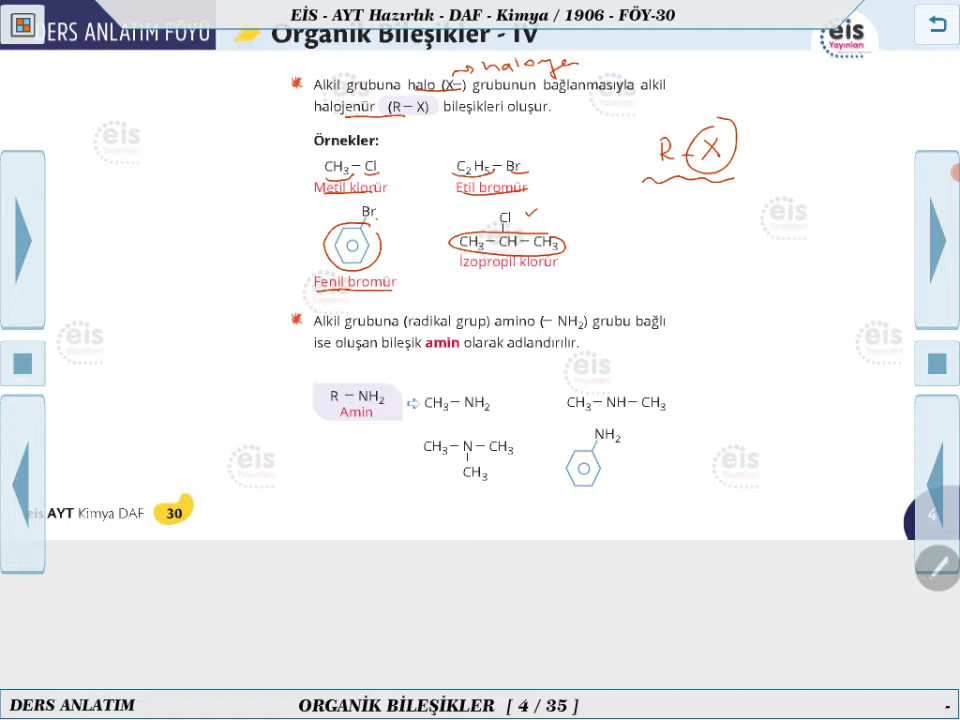 EİS - AYT Hazırlık - DAF - Kimya / 1906 - FÖY-30
DERS ANLATIM FÖYÜ
Organik Bileşikler - IV
eis
Yayınları
→ halojen
Alkil grubuna halo (X−) grubunun bağlanmasıyla alkil
halojenür (R − X) bileşikleri oluşur.
R − X
Örnekler:
CH₃ − Cl
C₂H₅ − Br
Metil klorür
Etil bromür
Br
Cl
CH₃ − CH − CH₃
İzopropil klorür
Fenil bromür
Alkil grubuna (radikal grup) amino (− NH₂) grubu bağlı
ise oluşan bileşik amin olarak adlandırılır.
R − NH₂
Amin
CH₃ − NH₂
CH₃ − NH − CH₃
NH₂
CH₃ − N − CH₃
CH₃
eis AYT Kimya DAF 30
4
DERS ANLATIM
ORGANİK BİLEŞİKLER [ 4 / 35 ]
-